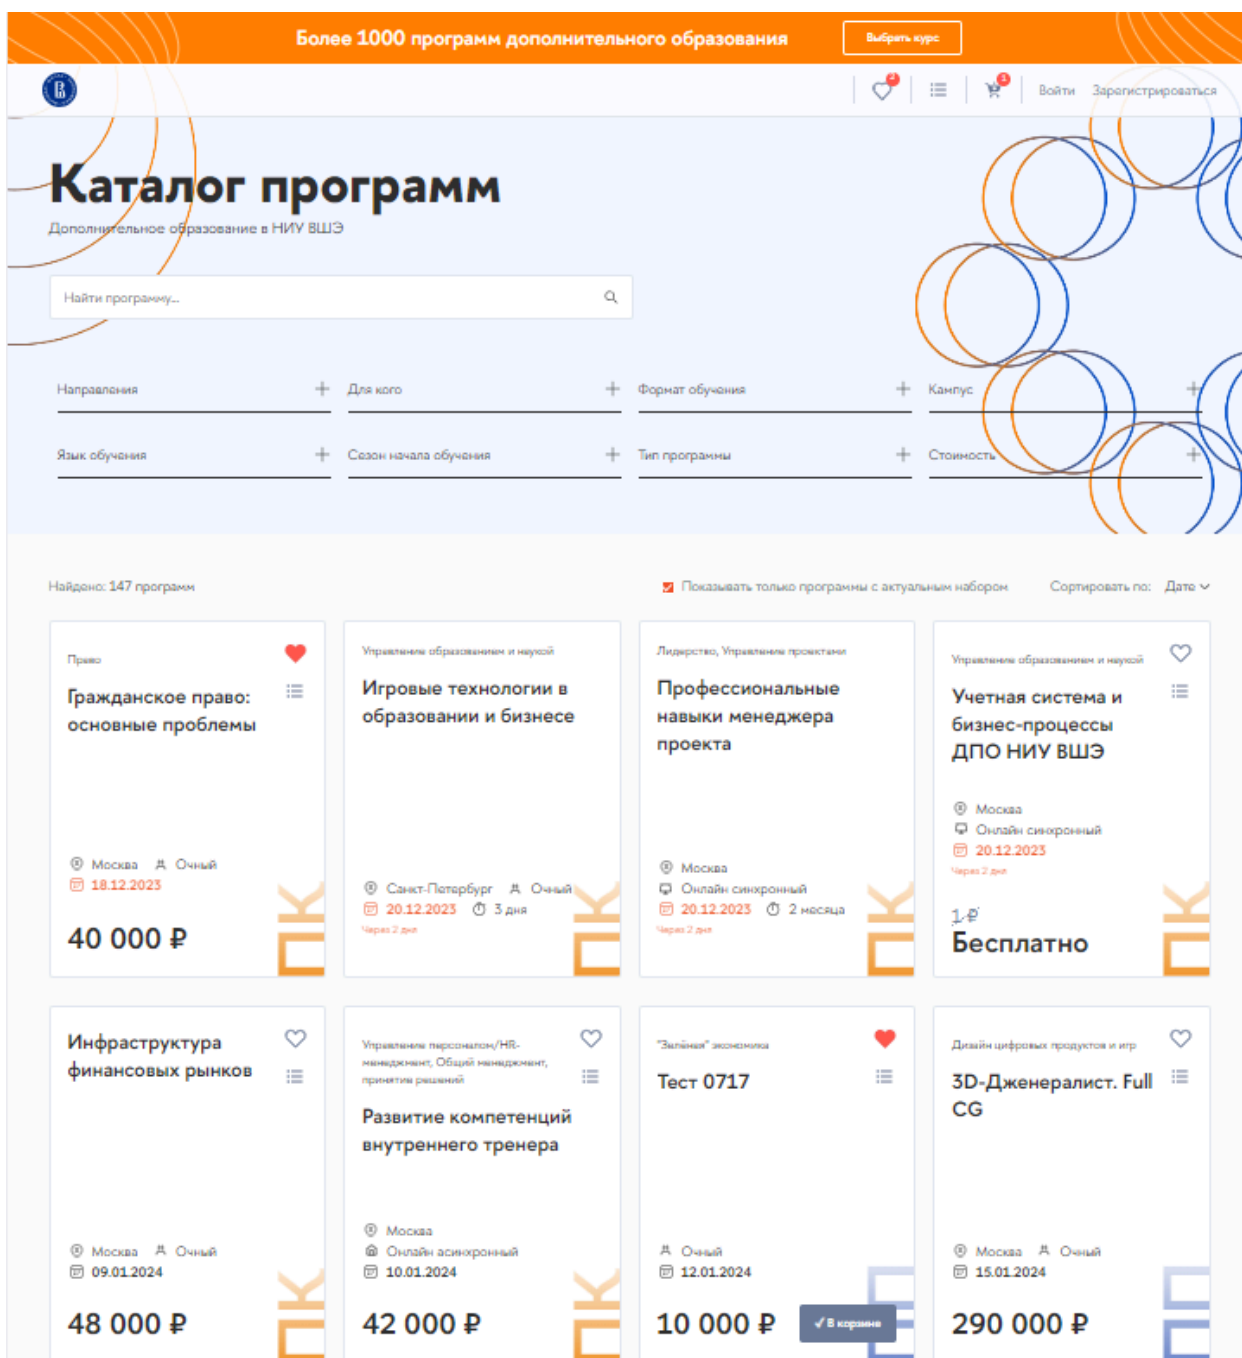 Более 1000 программ дополнительного образования
Выбрать курс
2
1
Войти
Зарегистрироваться
Каталог программ
Дополнительное образование в НИУ ВШЭ
Найти программу...
Направления
Для кого
Формат обучения
Кампус
Язык обучения
Сезон начала обучения
Тип программы
Стоимость
Найдено: 147 программ
Показывать только программы с актуальным набором
Сортировать по: Дате
Право
Гражданское право:
основные проблемы
Москва Очный
18.12.2023
40 000 ₽
ПК
Управление образованием и наукой
Игровые технологии в
образовании и бизнесе
Санкт-Петербург Очный
20.12.2023 3 дня
Через 2 дня
ПК
Лидерство, Управление проектами
Профессиональные
навыки менеджера
проекта
Москва
Онлайн синхронный
20.12.2023 2 месяца
Через 2 дня
ПК
Управление образованием и наукой
Учетная система и
бизнес-процессы
ДПО НИУ ВШЭ
Москва
Онлайн синхронный
20.12.2023
Через 2 дня
1 ₽
Бесплатно
ПК
Инфраструктура
финансовых рынков
Москва Очный
09.01.2024
48 000 ₽
ПК
Управление персоналом/HR-
менеджмент, Общий менеджмент,
принятие решений
Развитие компетенций
внутреннего тренера
Москва
Онлайн асинхронный
10.01.2024
42 000 ₽
ПК
"Зелёная" экономика
Тест 0717
Очный
12.01.2024
10 000 ₽
В корзине
Дизайн цифровых продуктов и игр
3D-Дженералист. Full
CG
Москва Очный
15.01.2024
290 000 ₽